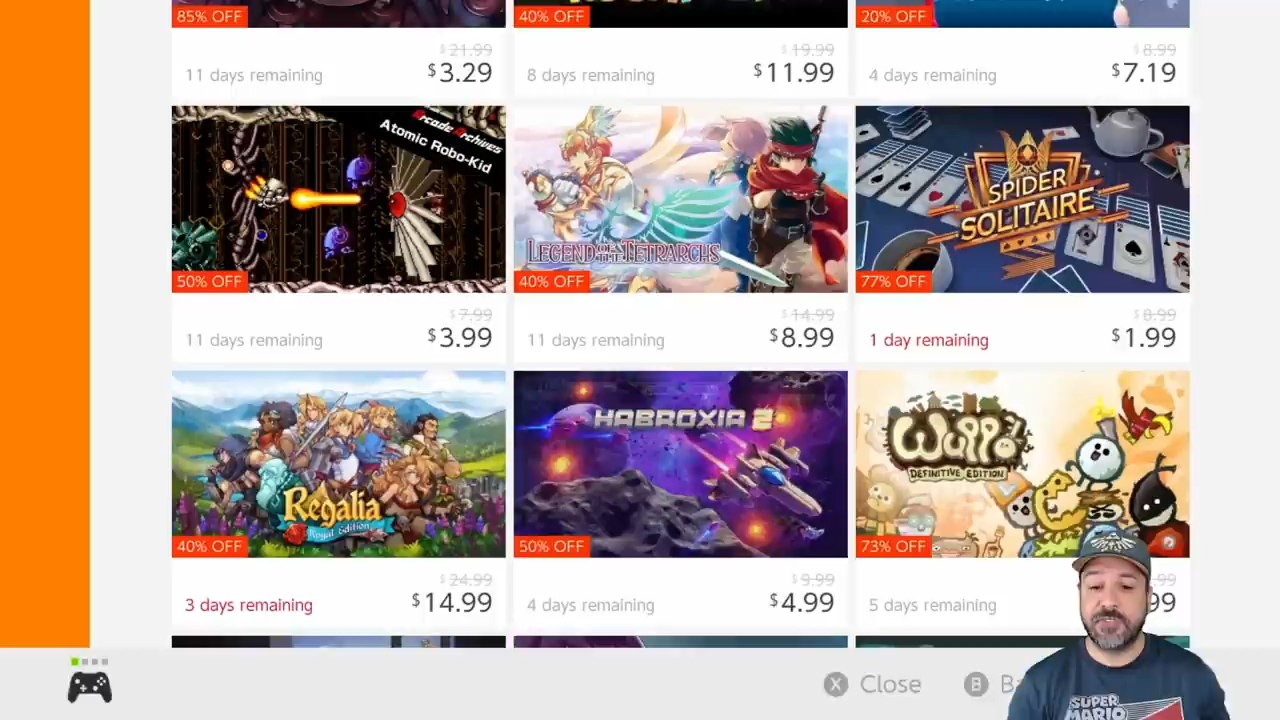 85% OFF
40% OFF
20% OFF
$21.99
11 days remaining
$3.29
$19.99
8 days remaining
$11.99
$8.99
4 days remaining
$7.19
Arcade Archives
Atomic Robo-Kid
50% OFF
LEGEND OF THE TETRARCHS
40% OFF
SPIDER
SOLITAIRE
77% OFF
$7.99
11 days remaining
$3.99
$14.99
11 days remaining
$8.99
$8.99
1 day remaining
$1.99
Regalia
Royal Edition
40% OFF
HABROXIA 2
50% OFF
Wuppo
DEFINITIVE EDITION
73% OFF
$24.99
3 days remaining
$14.99
$9.99
4 days remaining
$4.99
.99
5 days remaining
99
X Close
B Ba
SUPER
MARIO